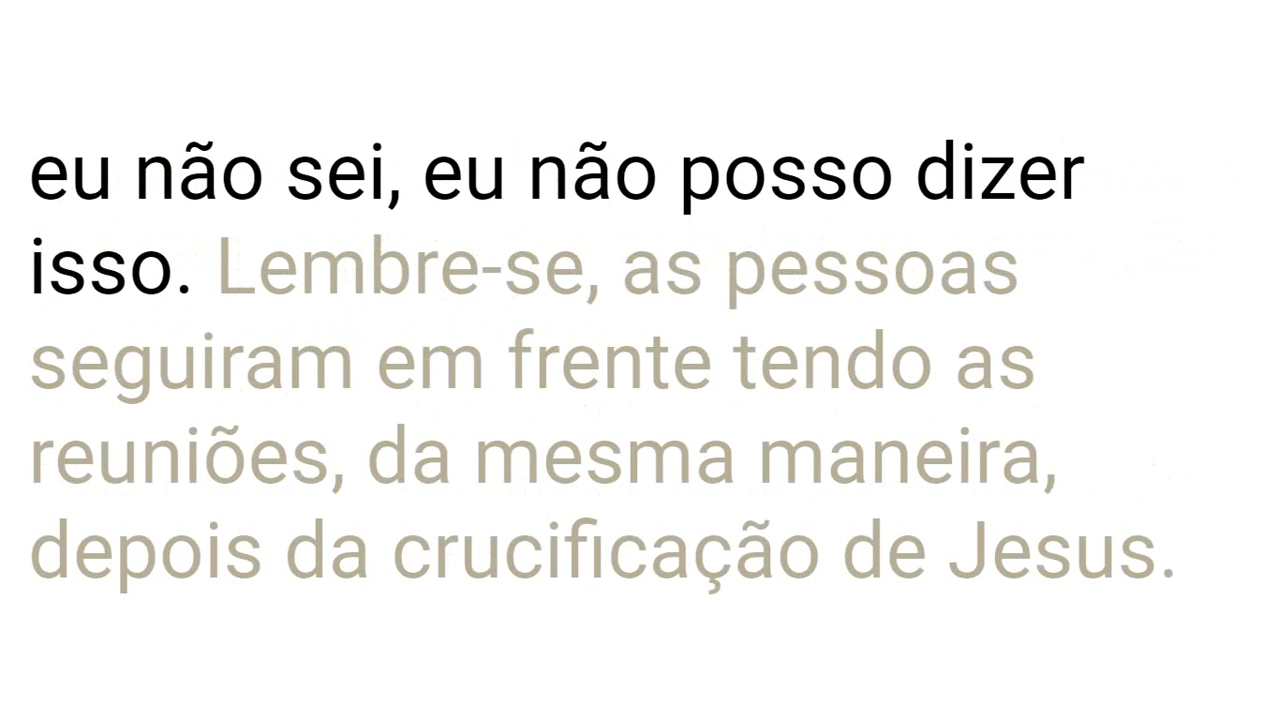 eu não sei, eu não posso dizer
isso. Lembre-se, as pessoas
seguiram em frente tendo as
reuniões, da mesma maneira,
depois da crucificação de Jesus.